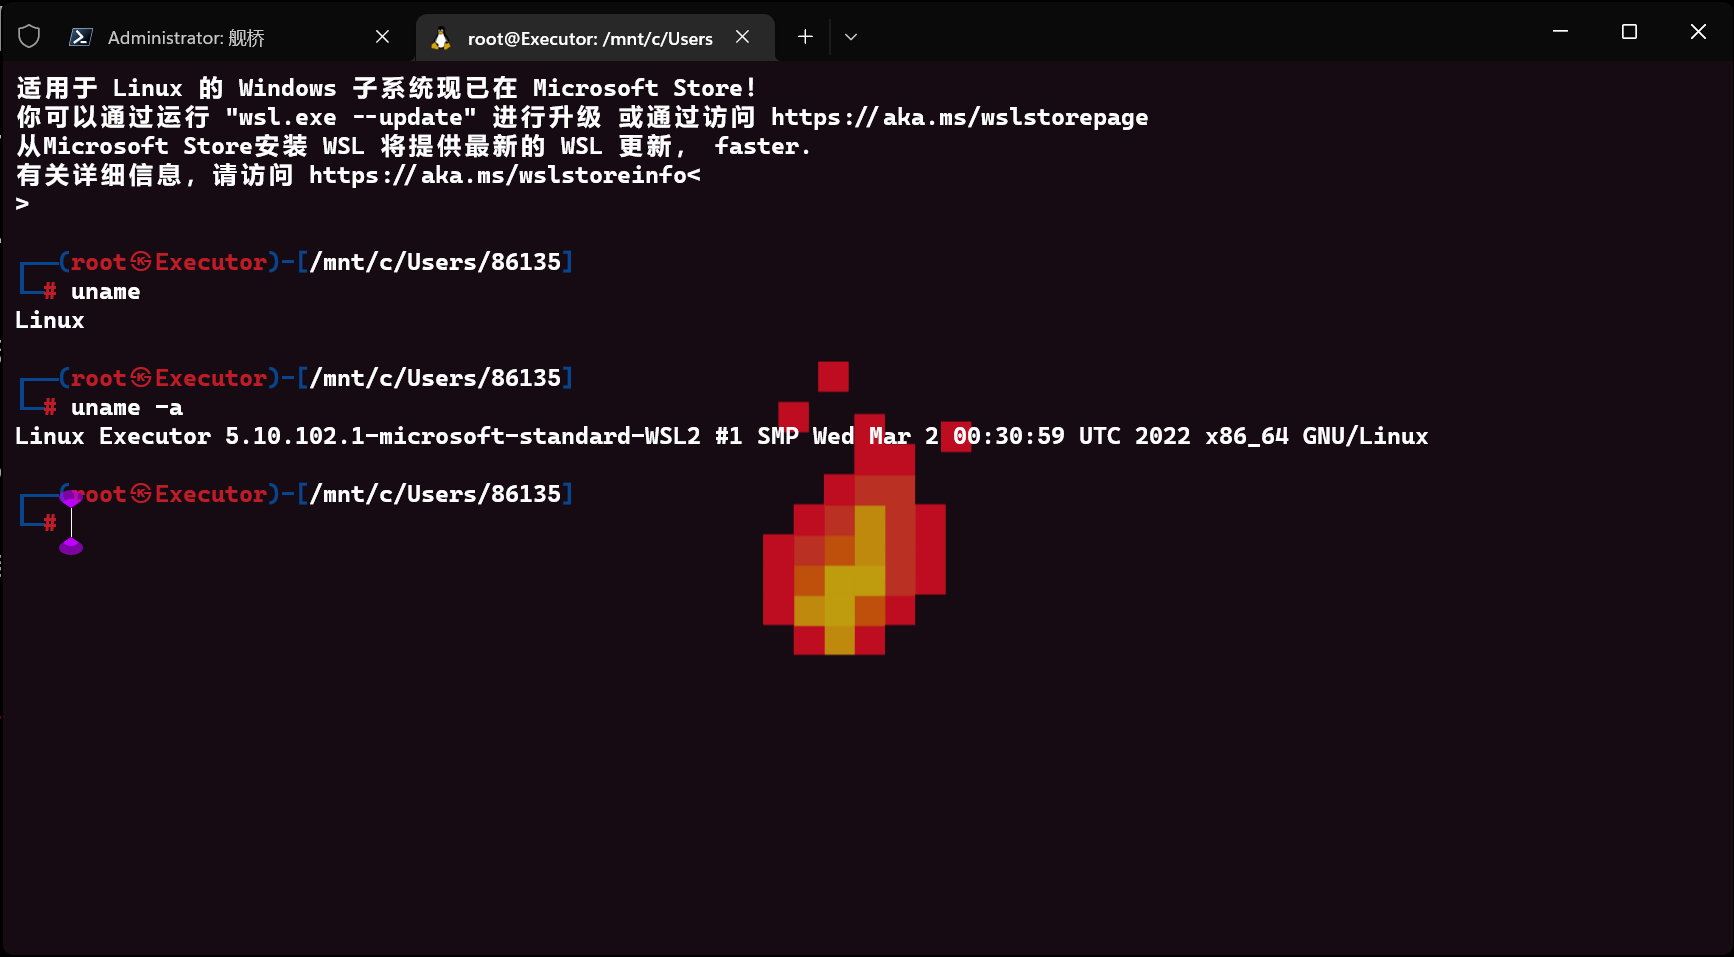 Administrator: 舰桥
root@Executor: /mnt/c/Users
适用于 Linux 的 Windows 子系统现已在 Microsoft Store!
你可以通过运行 "wsl.exe --update" 进行升级 或通过访问 https://aka.ms/wslstorepage
从Microsoft Store安装 WSL 将提供最新的 WSL 更新， faster.
有关详细信息，请访问 https://aka.ms/wslstoreinfo<
>
┌──(root㉿Executor)-[/mnt/c/Users/86135]
└─# uname
Linux
┌──(root㉿Executor)-[/mnt/c/Users/86135]
└─# uname -a
Linux Executor 5.10.102.1-microsoft-standard-WSL2 #1 SMP Wed Mar 2 00:30:59 UTC 2022 x86_64 GNU/Linux
┌──(root㉿Executor)-[/mnt/c/Users/86135]
└─#